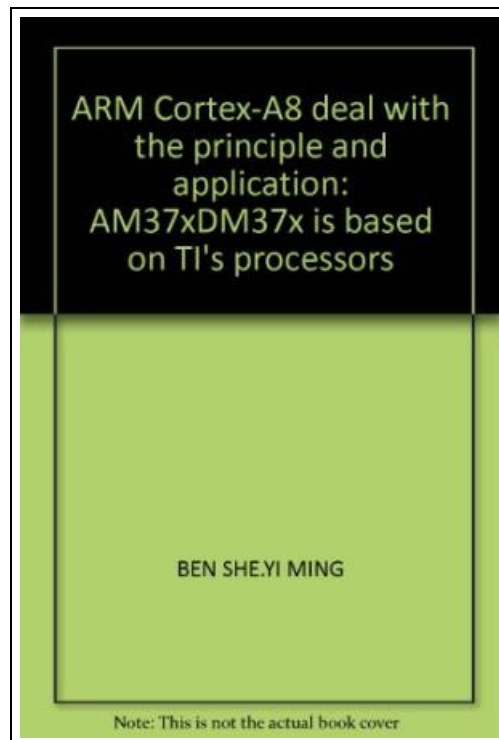 ARM Cortex-A8 deal with
the principle and
application:
AM37xDM37x is based
on TI's processors
BEN SHE.YI MING
Note: This is not the actual book cover